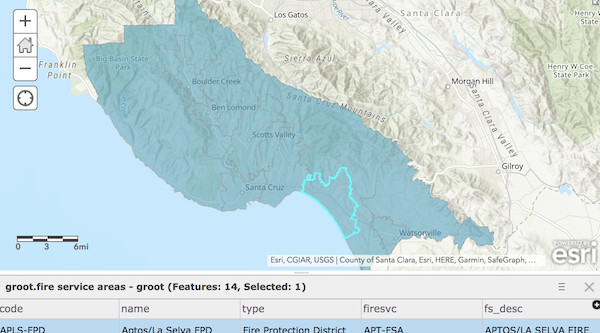 Los Gatos
Santa Clara
Franklin
Point
Big Basin State
Park
Sierra Azul
Henry W Coe
State Park
Boulder Creek
Santa Cruz Mountains
Morgan Hill
Ben Lomond
Santa Clara Valley
Scotts Valley
Gilroy
Santa Cruz
Watsonville
0 3 6mi
POWERED BY
esri
Esri, CGIAR, USGS | County of Santa Clara, Esri, HERE, Garmin, SafeGraph, ...
groot.fire service areas - groot (Features: 14, Selected: 1)
code name type firesvc fs_desc
APLS-FPD Aptos/La Selva FPD Fire Protection District APT-FSA APTOS/LA SELVA FIRE